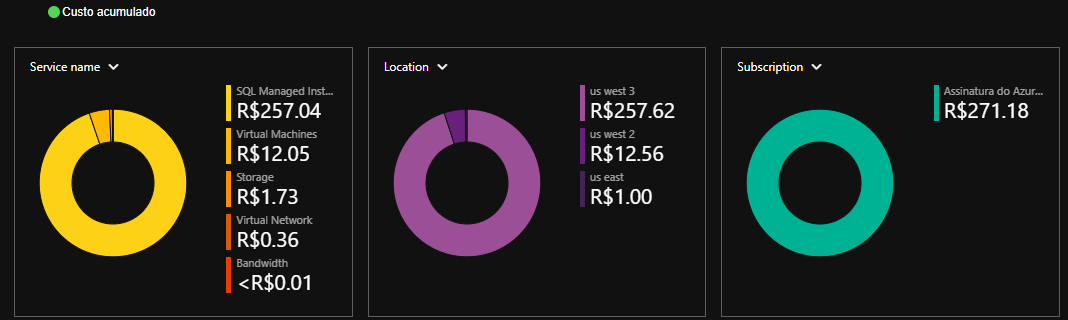 Custo acumulado
Service name
SQL Managed Inst...
R$257.04
Virtual Machines
R$12.05
Storage
R$1.73
Virtual Network
R$0.36
Bandwidth
<R$0.01
Location
us west 3
R$257.62
us west 2
R$12.56
us east
R$1.00
Subscription
Assinatura do Azur...
R$271.18